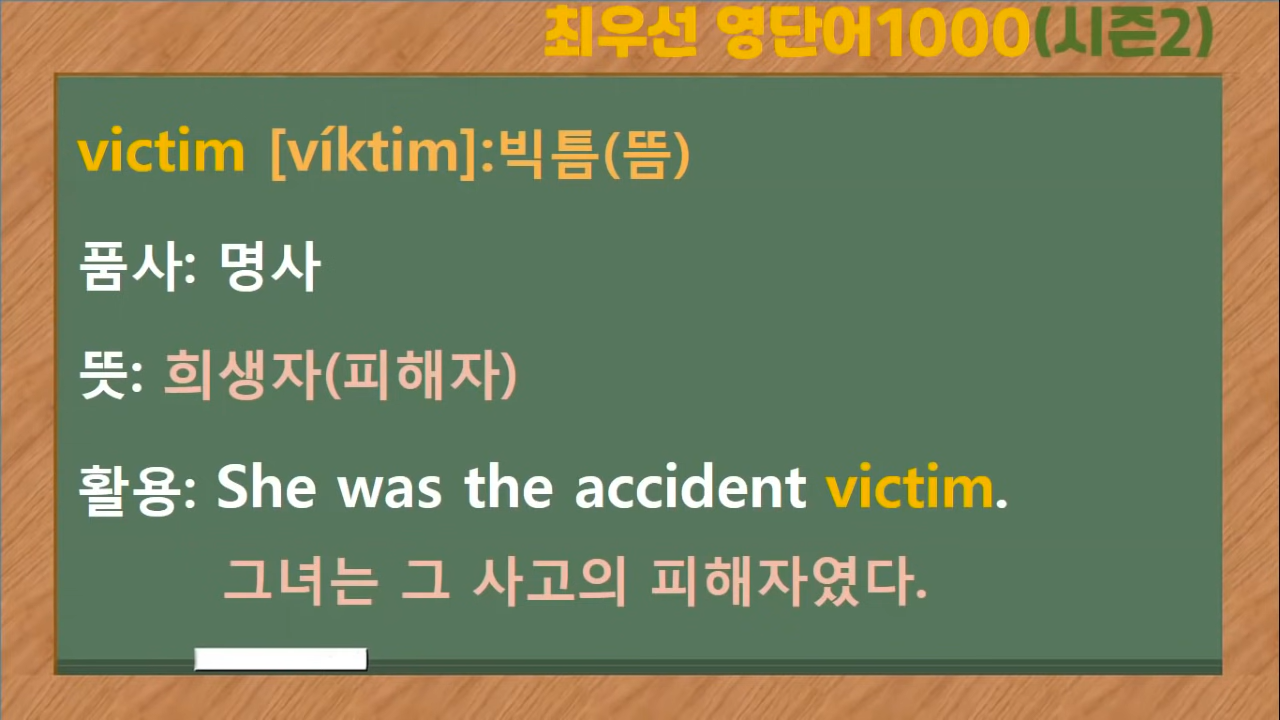 최우선 영단어1000(시즌2)
victim [víktim]:빅틈(뜸)
품사: 명사
뜻: 희생자(피해자)
활용: She was the accident victim.
그녀는 그 사고의 피해자였다.